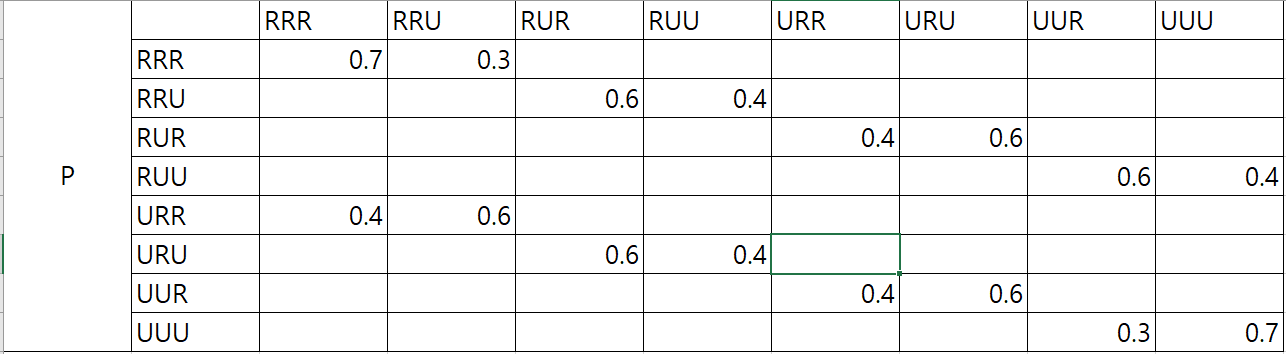 RRR RRU RUR RUU URR URU UUR UUU
RRR 0.7 0.3
RRU 0.6 0.4
RUR 0.4 0.6
P
RUU 0.6 0.4
URR 0.4 0.6
URU 0.6 0.4
UUR 0.4 0.6
UUU 0.3 0.7